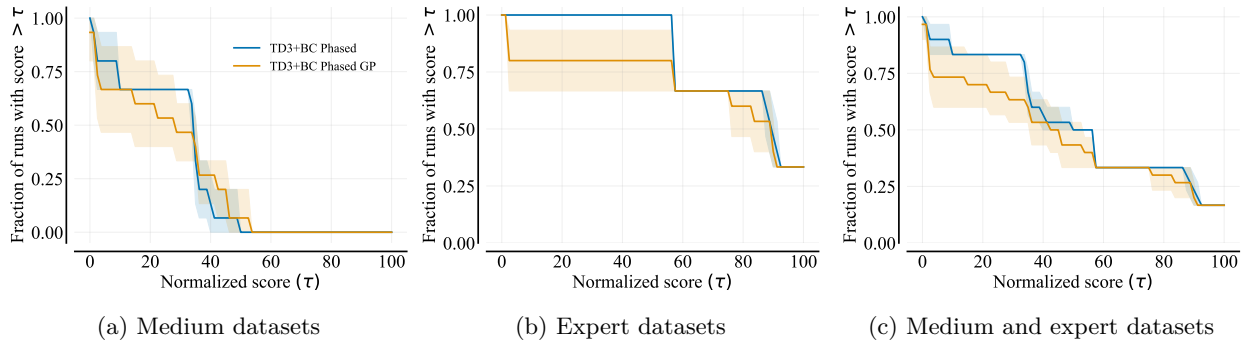 Fraction of runs with score > τ
1.00
0.75
0.50
0.25
0.00
0 20 40 60 80 100
Normalized score (τ)
TD3+BC Phased
TD3+BC Phased GP
(a) Medium datasets
Fraction of runs with score > τ
1.00
0.75
0.50
0.25
0.00
0 20 40 60 80 100
Normalized score (τ)
(b) Expert datasets
Fraction of runs with score > τ
1.00
0.75
0.50
0.25
0.00
0 20 40 60 80 100
Normalized score (τ)
(c) Medium and expert datasets